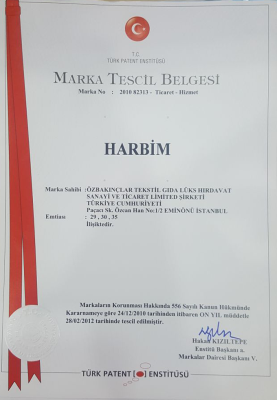 T.C.
TÜRK PATENT ENSTİTÜSÜ
MARKA TESCİL BELGESİ
Marka No : 2010 82313 - Ticaret - Hizmet
HARBİM
Marka Sahibi : ÖZBAKINÇLAR TEKSTİL GIDA LÜKS HIRDAVAT
SANAYİ VE TİCARET LİMİTED ŞİRKETİ
TÜRKİYE CUMHURİYETİ
Paçacı Sk. Özcan Han No:1/2 EMİNÖNÜ İSTANBUL
Emtiası : 29 , 30 , 35
İlişiktedir.
Markaların Korunması Hakkında 556 Sayılı Kanun Hükmünde
Kararnameye göre 24/12/2010 tarihinden itibaren ON YIL müddetle
28/02/2012 tarihinde tescil edilmiştir.
Hakan KIZILTEPE
Enstitü Başkanı a.
Markalar Dairesi Başkanı V.
TÜRK PATENT ENSTİTÜSÜ